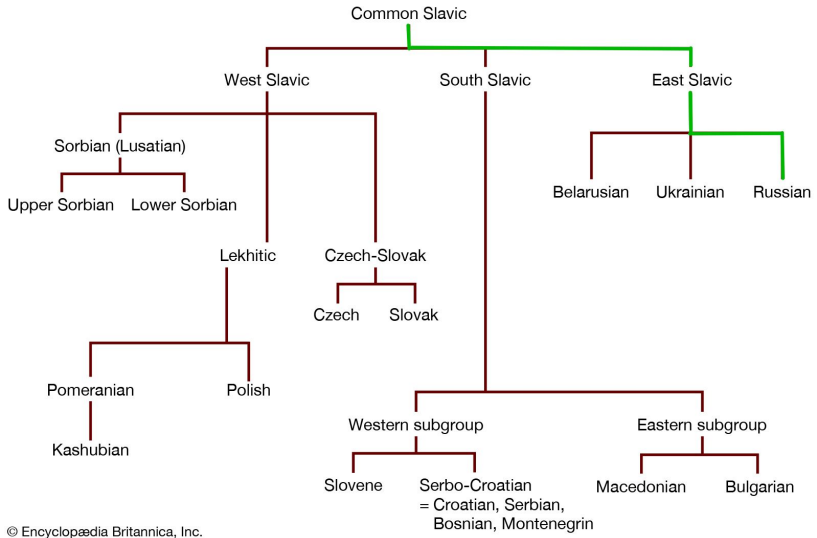 Common Slavic
West Slavic
South Slavic
East Slavic
Sorbian (Lusatian)
Upper Sorbian
Lower Sorbian
Belarusian
Ukrainian
Russian
Lekhitic
Czech-Slovak
Czech
Slovak
Pomeranian
Polish
Kashubian
Western subgroup
Eastern subgroup
Slovene
Serbo-Croatian
= Croatian, Serbian,
Bosnian, Montenegrin
Macedonian
Bulgarian
© Encyclopædia Britannica, Inc.